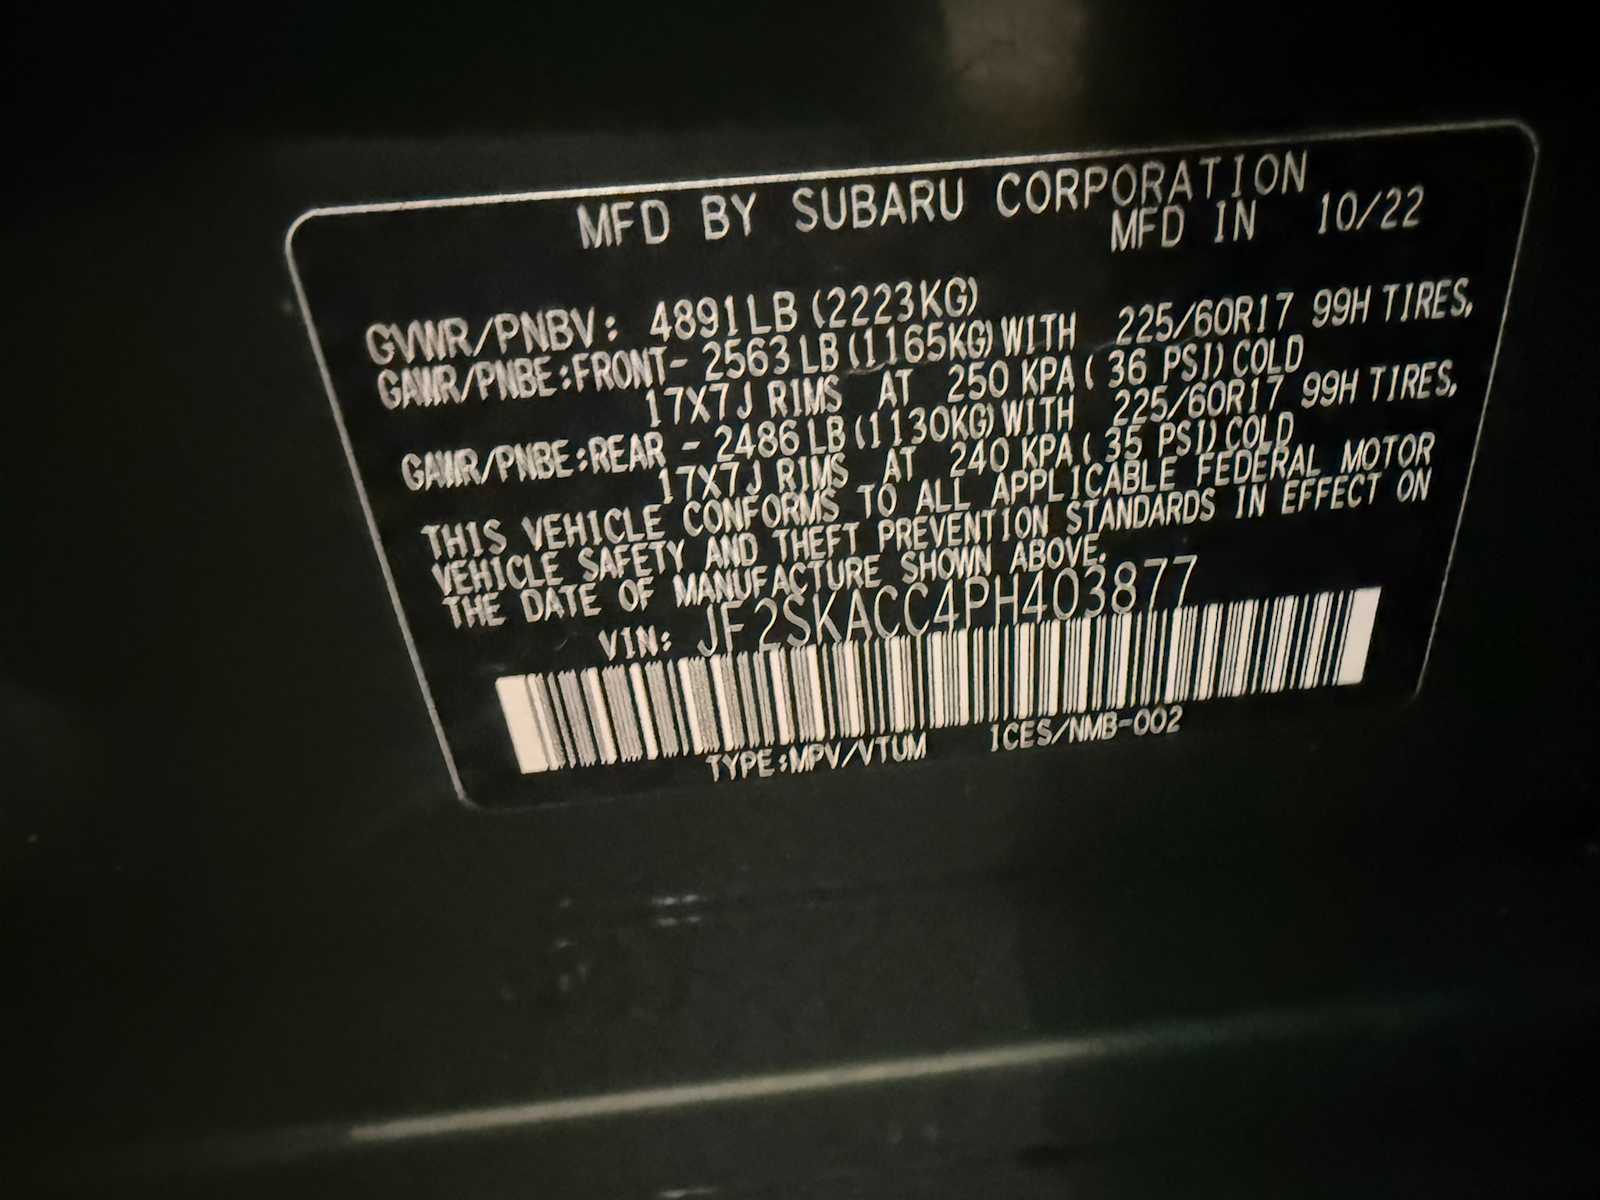 MFD BY SUBARU CORPORATION
MFD IN 10/22
GVWR/PNBV: 4891LB (2223KG)
GAWR/PNBE:FRONT- 2563LB(1165KG)WITH 225/60R17 99H TIRES,
17X7J RIMS AT 250 KPA( 36 PSI)COLD
GAWR/PNBE:REAR - 2486LB(1130KG)WITH 225/60R17 99H TIRES,
17X7J RIMS AT 240 KPA( 35 PSI)COLD
THIS VEHICLE CONFORMS TO ALL APPLICABLE FEDERAL MOTOR
VEHICLE SAFETY AND THEFT PREVENTION STANDARDS IN EFFECT ON
THE DATE OF MANUFACTURE SHOWN ABOVE.
VIN: JF2SKACC4PH403877
TYPE:MPV/VTUM ICES/NMB-002